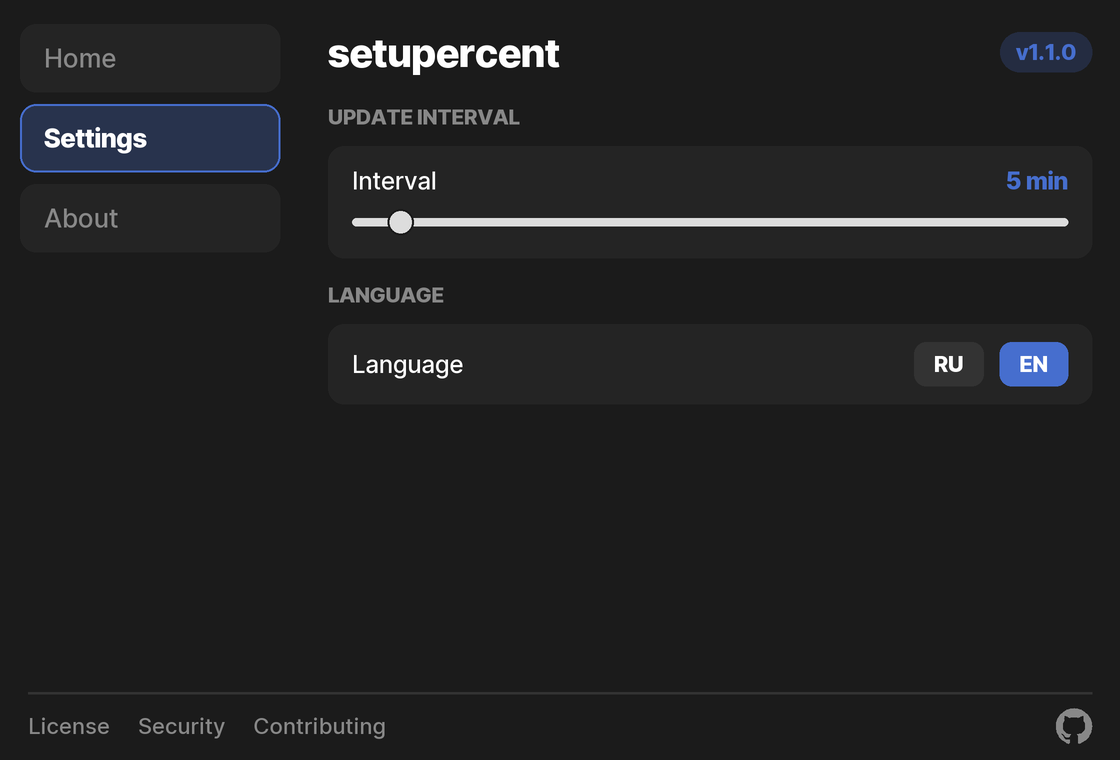 Home
Settings
About
setupercent
v1.1.0
UPDATE INTERVAL
Interval
5 min
LANGUAGE
Language
RU
EN
License
Security
Contributing